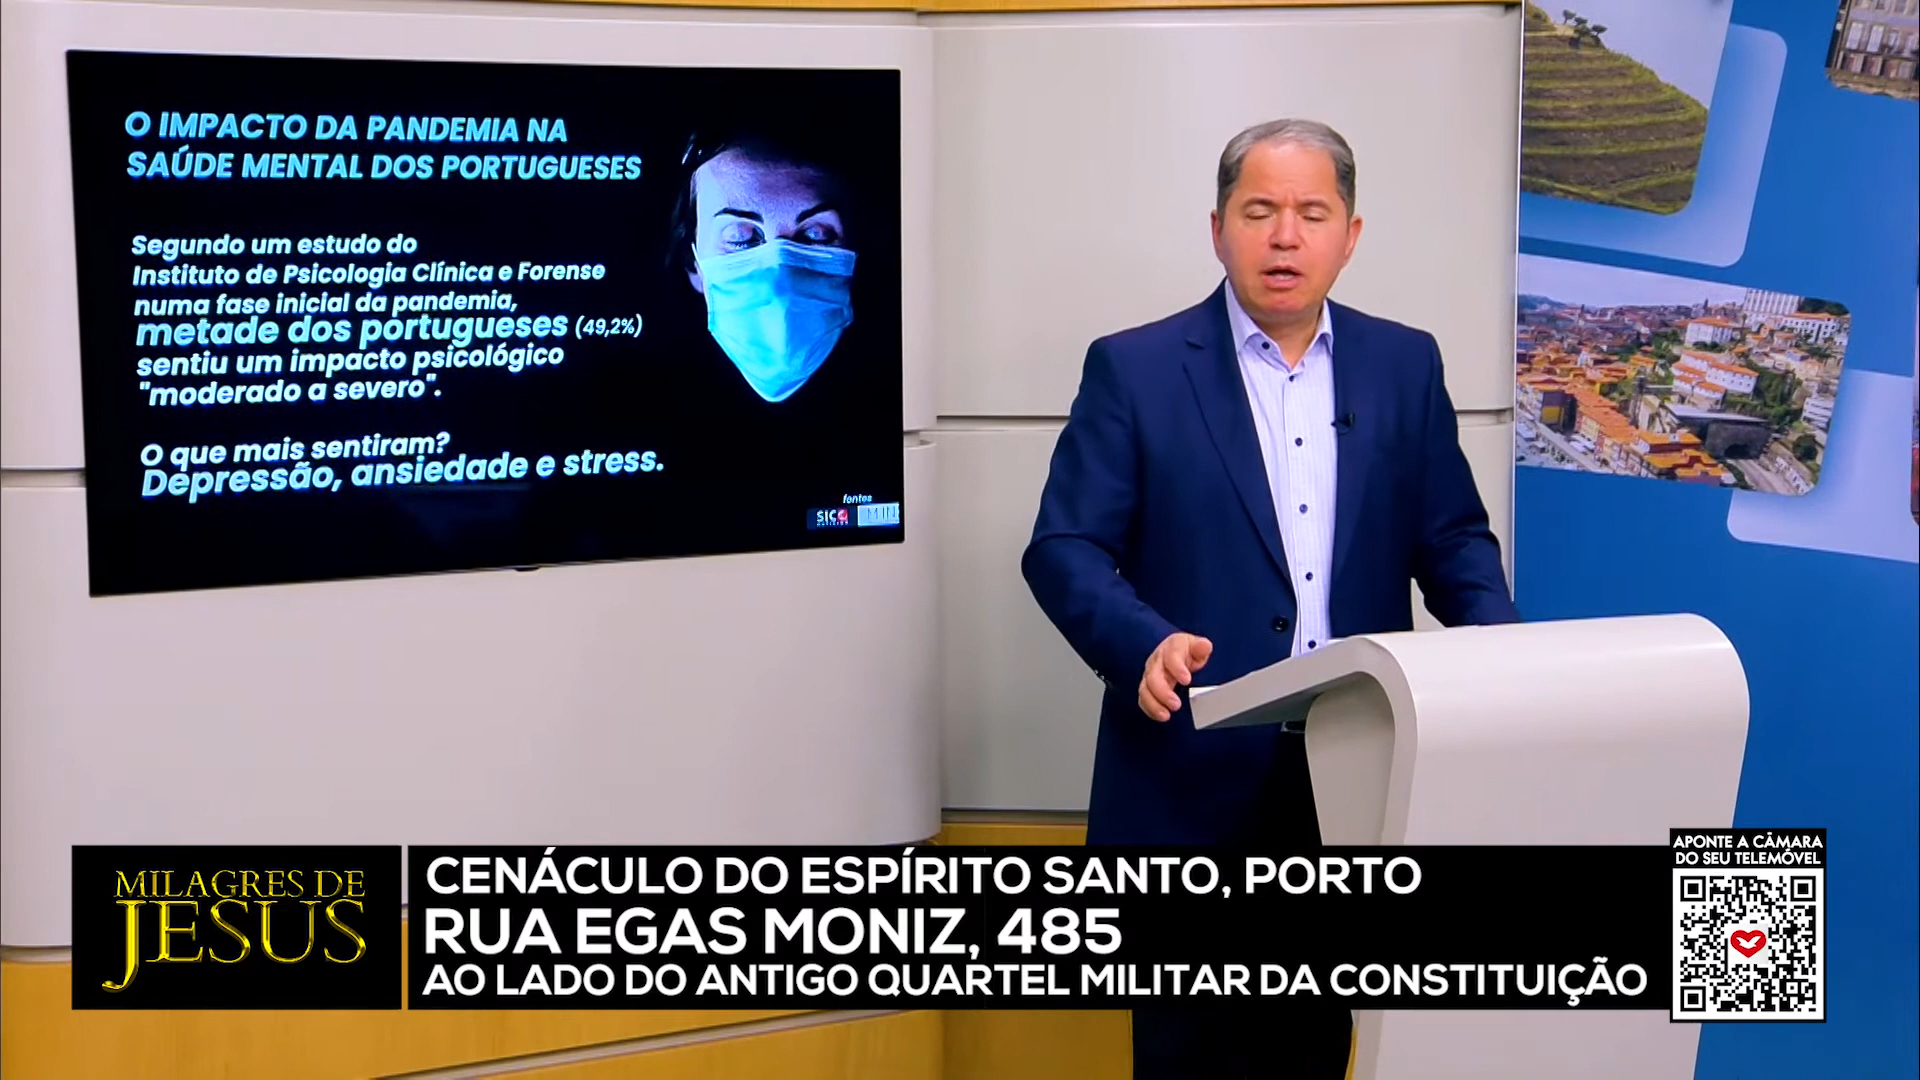 O IMPACTO DA PANDEMIA NA
SAÚDE MENTAL DOS PORTUGUESES
Segundo um estudo do
Instituto de Psicologia Clínica e Forense
numa fase inicial da pandemia,
metade dos portugueses (49,2%)
sentiu um impacto psicológico
"moderado a severo".
O que mais sentiram?
Depressão, ansiedade e stress.
fontes
SIC
MILAGRES DE
JESUS
CENÁCULO DO ESPÍRITO SANTO, PORTO
RUA EGAS MONIZ, 485
AO LADO DO ANTIGO QUARTEL MILITAR DA CONSTITUIÇÃO
APONTE A CÂMARA
DO SEU TELEMÓVEL